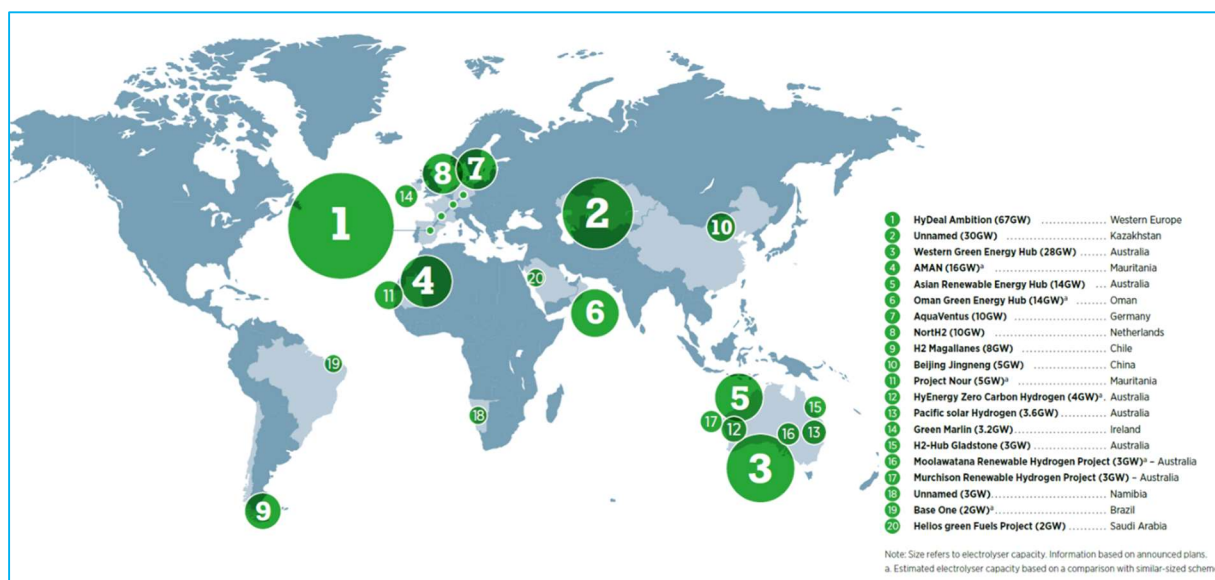 1
2
3
4
5
6
7
8
9
10
11
12
13
14
15
16
17
18
19
20
1 HyDeal Ambition (67GW) .................. Western Europe
2 Unnamed (30GW) .................. Kazakhstan
3 Western Green Energy Hub (28GW) ........ Australia
4 AMAN (16GW)ª .................. Mauritania
5 Asian Renewable Energy Hub (14GW) ... Australia
6 Oman Green Energy Hub (14GW)ª ....... Oman
7 AquaVentus (10GW) .................. Germany
8 NortH2 (10GW) .................. Netherlands
9 H2 Magallanes (8GW) .................. Chile
10 Beijing Jingneng (5GW) .................. China
11 Project Nour (5GW)ª .................. Mauritania
12 HyEnergy Zero Carbon Hydrogen (4GW)ª. Australia
13 Pacific solar Hydrogen (3.6GW) ............ Australia
14 Green Marlin (3.2GW) .................. Ireland
15 H2-Hub Gladstone (3GW) .................. Australia
16 Moolawatana Renewable Hydrogen Project (3GW)ª – Australia
17 Murchison Renewable Hydrogen Project (3GW) – Australia
18 Unnamed (3GW) .................. Namibia
19 Base One (2GW)ª .................. Brazil
20 Helios green Fuels Project (2GW) ......... Saudi Arabia
Note: Size refers to electrolyser capacity. Information based on announced plans.
a. Estimated electrolyser capacity based on a comparison with similar-sized schem